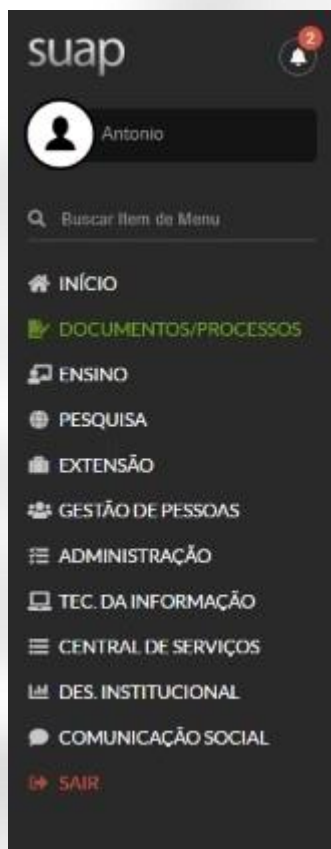 suap
2
Antonio
Buscar Item de Menu
INÍCIO
DOCUMENTOS/PROCESSOS
ENSINO
PESQUISA
EXTENSÃO
GESTÃO DE PESSOAS
ADMINISTRAÇÃO
TEC. DA INFORMAÇÃO
CENTRAL DE SERVIÇOS
DES. INSTITUCIONAL
COMUNICAÇÃO SOCIAL
SAIR